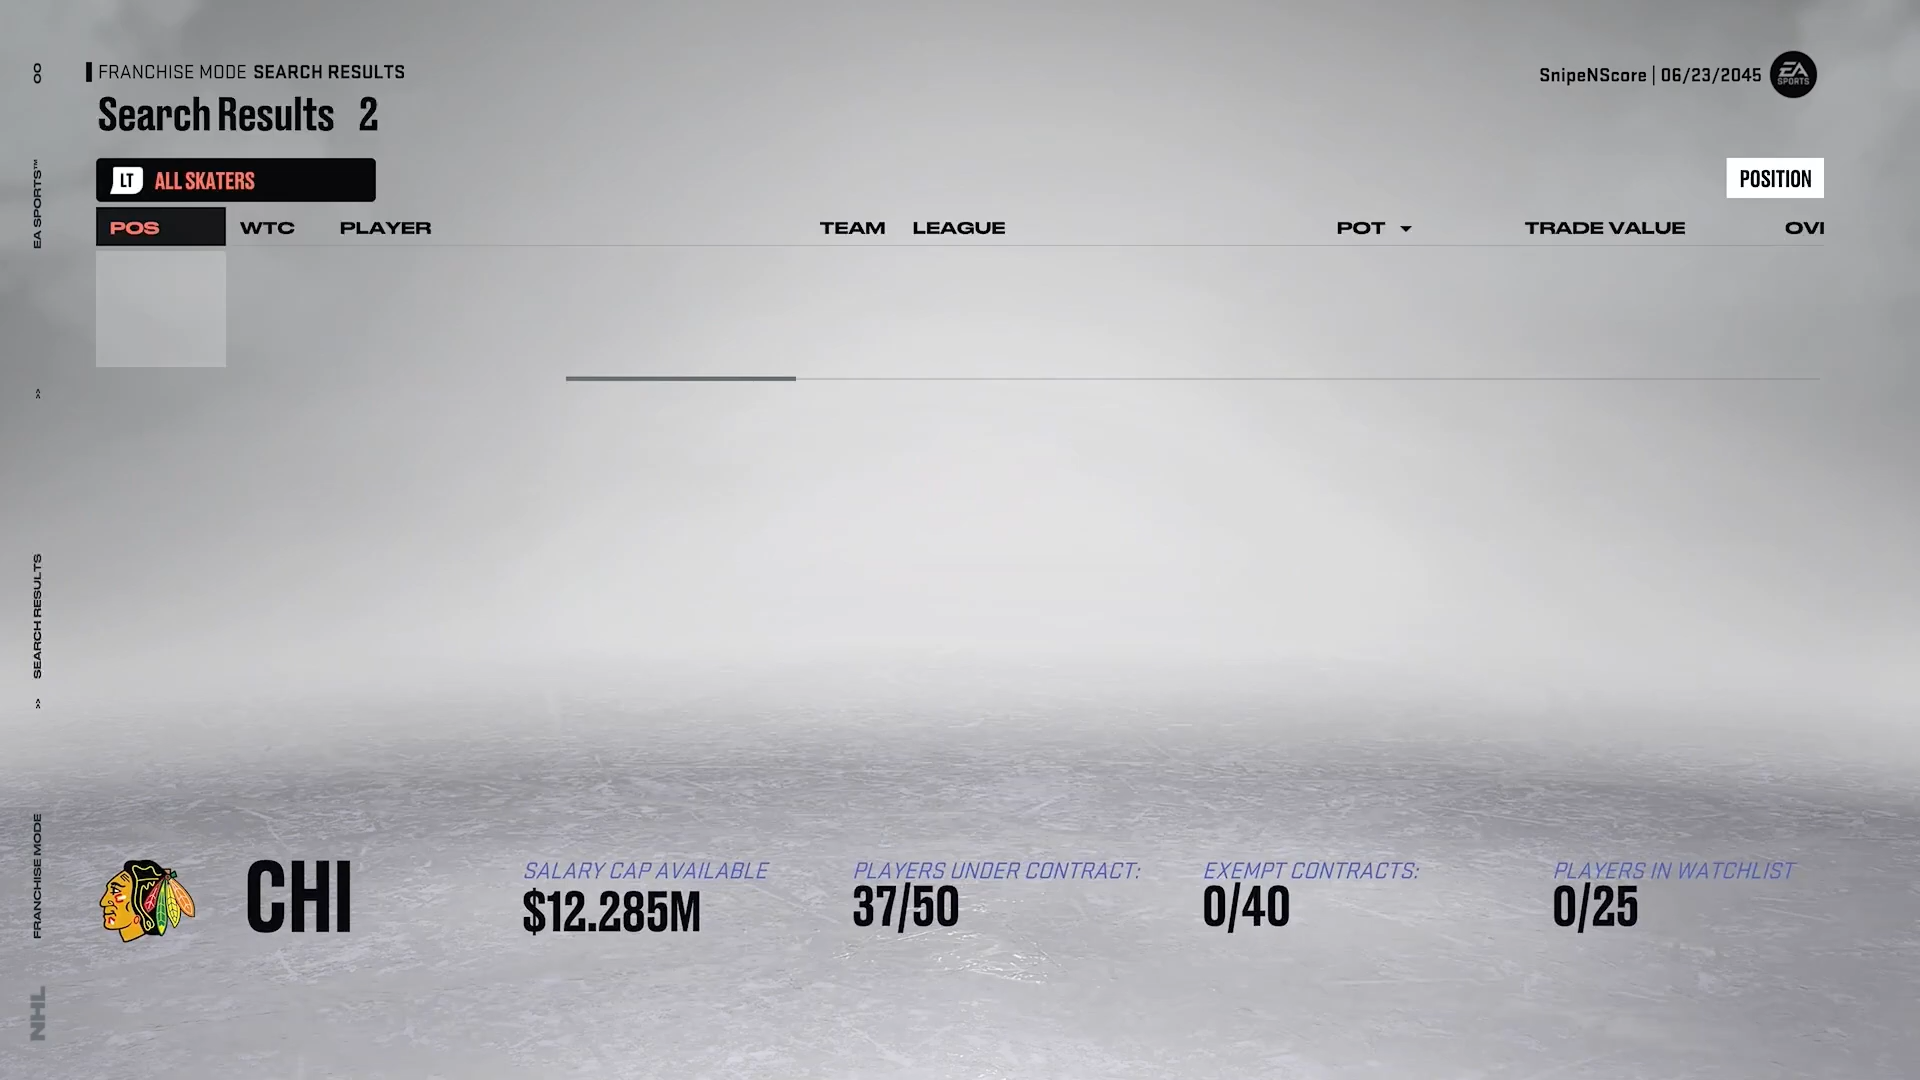 FRANCHISE MODE SEARCH RESULTS
Search Results 2
SnipeNScore | 06/23/2045
EA SPORTS
LT ALL SKATERS
POSITION
POS WTC PLAYER TEAM LEAGUE POT TRADE VALUE OVI
CHI
SALARY CAP AVAILABLE
$12.285M
PLAYERS UNDER CONTRACT:
37/50
EXEMPT CONTRACTS:
0/40
PLAYERS IN WATCHLIST
0/25
NHL FRANCHISE MODE >> SEARCH RESULTS >> EA SPORTS™ 00